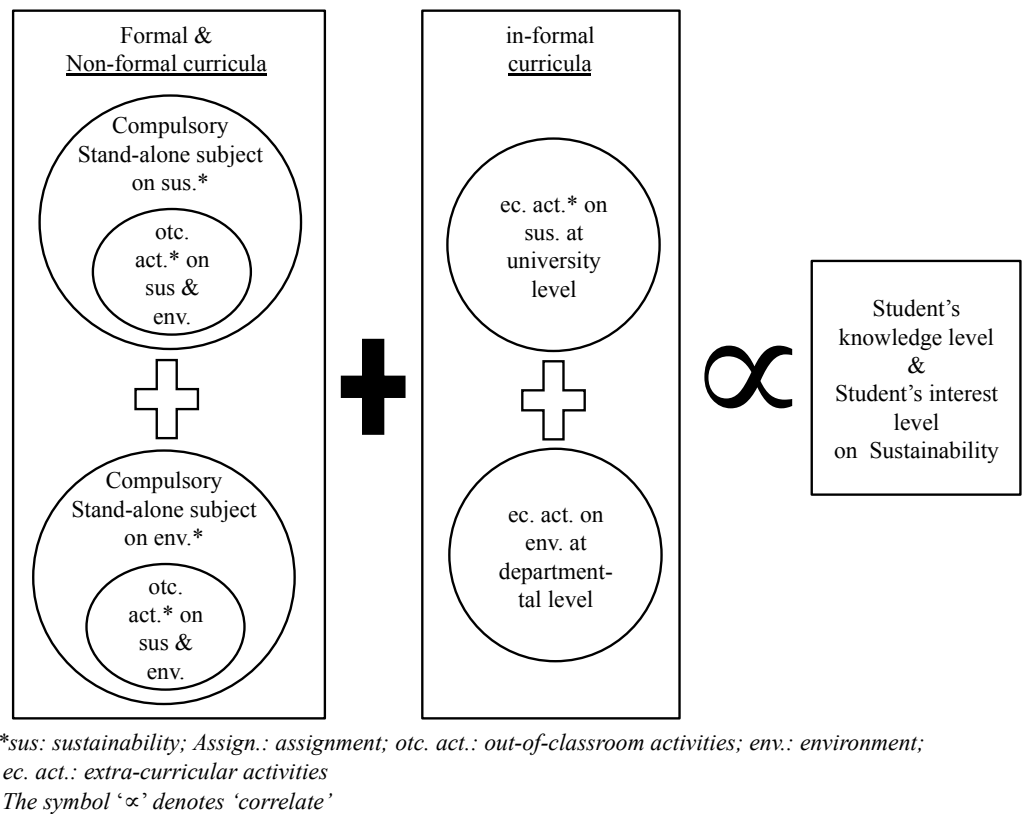 Formal &
Non-formal curricula
Compulsory
Stand-alone subject
on sus.*
otc.
act.* on
sus &
env.
Compulsory
Stand-alone subject
on env.*
otc.
act.* on
sus &
env.
in-formal
curricula
ec. act.* on
sus. at
university
level
ec. act. on
env. at
department-
tal level
∝
Student’s
knowledge level
&
Student’s interest
level
on Sustainability
*sus: sustainability; Assign.: assignment; otc. act.: out-of-classroom activities; env.: environment;
ec. act.: extra-curricular activities
The symbol ‘∝’ denotes ‘correlate’